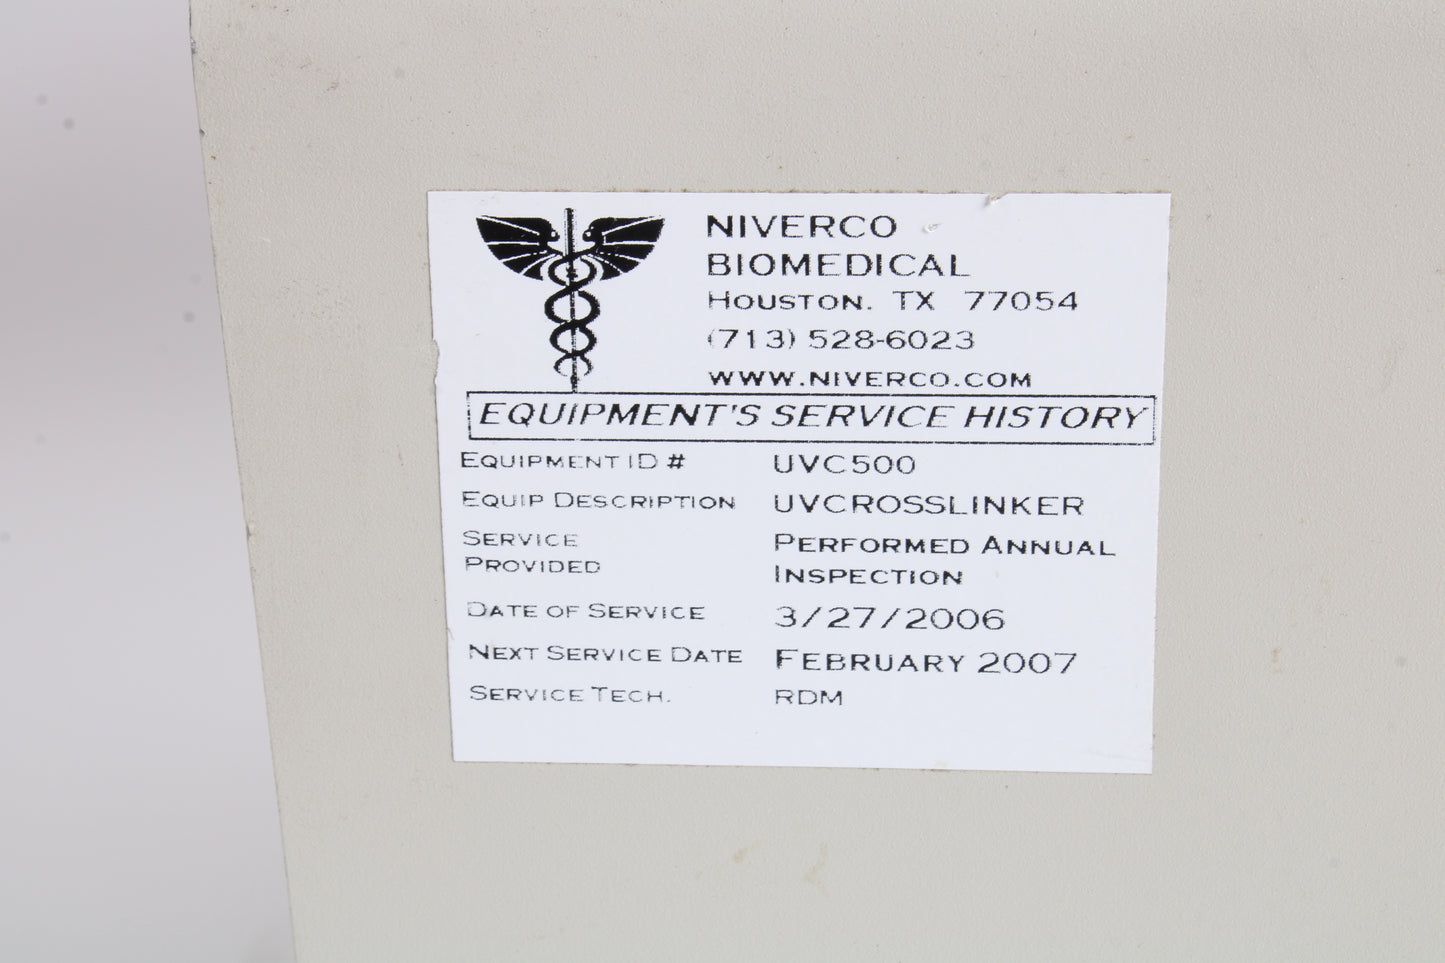 NIVERCO
BIOMEDICAL
HOUSTON. TX 77054
(713) 528-6023
WWW.NIVERCO.COM
EQUIPMENT'S SERVICE HISTORY
EQUIPMENT ID # UVC500
EQUIP DESCRIPTION UVCROSSLINKER
SERVICE PROVIDED PERFORMED ANNUAL INSPECTION
DATE OF SERVICE 3/27/2006
NEXT SERVICE DATE FEBRUARY 2007
SERVICE TECH. RDM